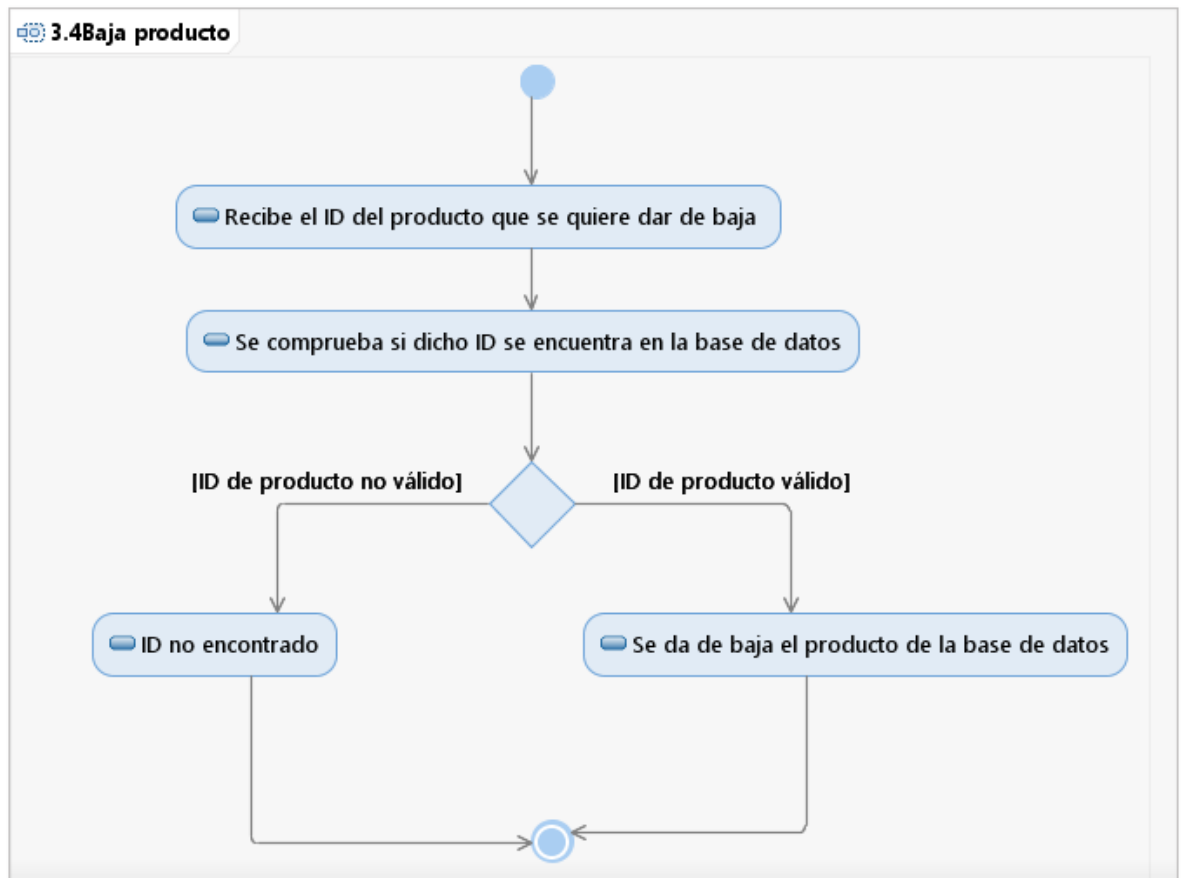 3.4Baja producto
Recibe el ID del producto que se quiere dar de baja
Se comprueba si dicho ID se encuentra en la base de datos
[ID de producto no válido]
[ID de producto válido]
ID no encontrado
Se da de baja el producto de la base de datos